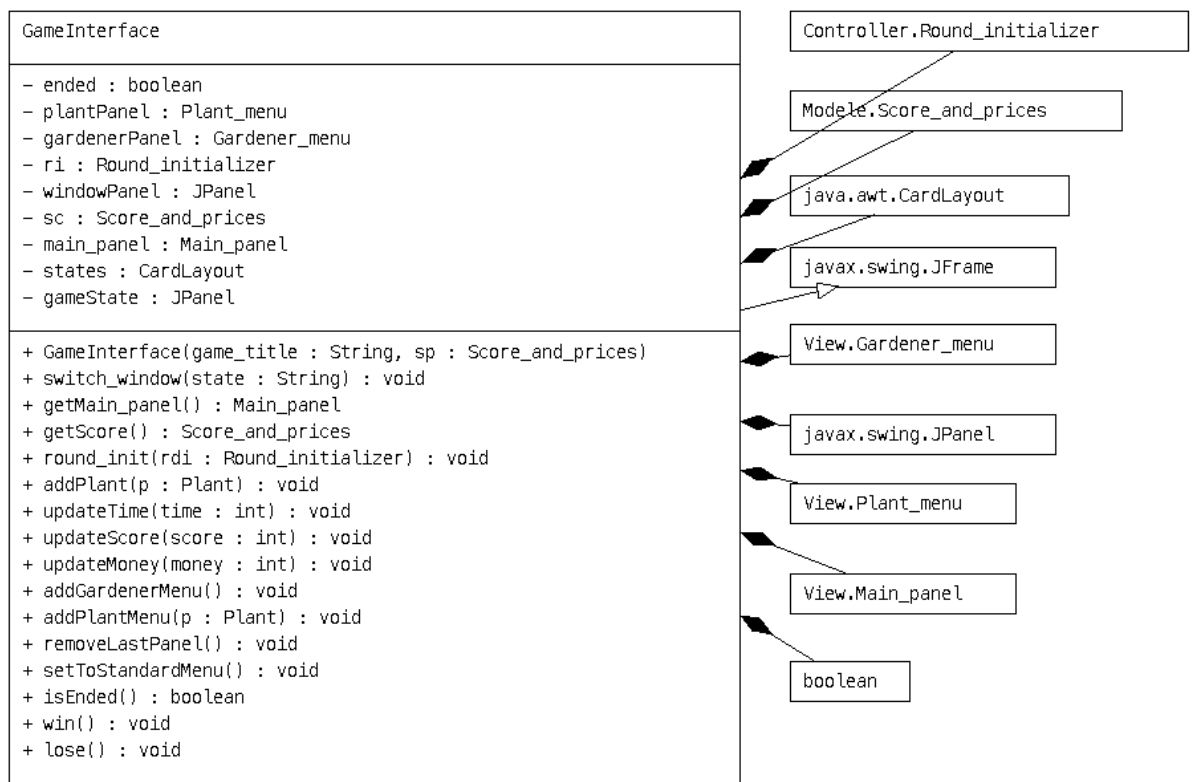 GameInterface
- ended : boolean
- plantPanel : Plant_menu
- gardenerPanel : Gardener_menu
- ri : Round_initializer
- windowPanel : JPanel
- sc : Score_and_prices
- main_panel : Main_panel
- states : CardLayout
- gameState : JPanel
+ GameInterface(game_title : String, sp : Score_and_prices)
+ switch_window(state : String) : void
+ getMain_panel() : Main_panel
+ getScore() : Score_and_prices
+ round_init(rdi : Round_initializer) : void
+ addPlant(p : Plant) : void
+ updateTime(time : int) : void
+ updateScore(score : int) : void
+ updateMoney(money : int) : void
+ addGardenerMenu() : void
+ addPlantMenu(p : Plant) : void
+ removeLastPanel() : void
+ setToStandardMenu() : void
+ isEnded() : boolean
+ win() : void
+ lose() : void
Controller.Round_initializer
Modele.Score_and_prices
java.awt.CardLayout
javax.swing.JFrame
View.Gardener_menu
javax.swing.JPanel
View.Plant_menu
View.Main_panel
boolean